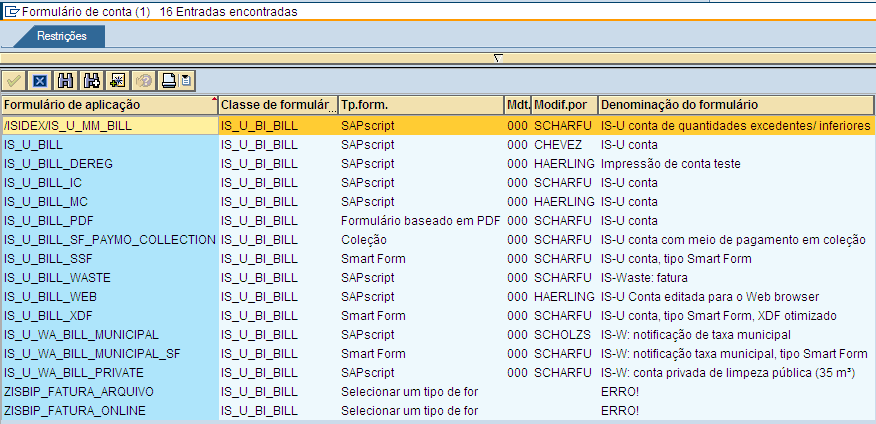 Formulário de conta (1) 16 Entradas encontradas
Restrições
Formulário de aplicação Classe de formulár... Tp.form. Mdt. Modif.por Denominação do formulário
/ISIDEX/IS_U_MM_BILL IS_U_BI_BILL SAPscript 000 SCHARFU IS-U conta de quantidades excedentes/ inferiores
IS_U_BILL IS_U_BI_BILL SAPscript 000 CHEVEZ IS-U conta
IS_U_BILL_DEREG IS_U_BI_BILL SAPscript 000 HAERLING Impressão de conta teste
IS_U_BILL_IC IS_U_BI_BILL SAPscript 000 SCHARFU IS-U conta
IS_U_BILL_MC IS_U_BI_BILL SAPscript 000 HAERLING IS-U conta
IS_U_BILL_PDF IS_U_BI_BILL Formulário baseado em PDF 000 SCHARFU IS-U conta
IS_U_BILL_SF_PAYMO_COLLECTION IS_U_BI_BILL Coleção 000 SCHARFU IS-U conta com meio de pagamento em coleção
IS_U_BILL_SSF IS_U_BI_BILL Smart Form 000 SCHARFU IS-U conta, tipo Smart Form
IS_U_BILL_WASTE IS_U_BI_BILL SAPscript 000 SCHARFU IS-Waste: fatura
IS_U_BILL_WEB IS_U_BI_BILL SAPscript 000 HAERLING IS-U Conta editada para o Web browser
IS_U_BILL_XDF IS_U_BI_BILL Smart Form 000 SCHARFU IS-U conta, tipo Smart Form, XDF otimizado
IS_U_WA_BILL_MUNICIPAL IS_U_BI_BILL SAPscript 000 SCHOLZS IS-W: notificação de taxa municipal
IS_U_WA_BILL_MUNICIPAL_SF IS_U_BI_BILL Smart Form 000 SCHARFU IS-W: notificação taxa municipal, tipo Smart Form
IS_U_WA_BILL_PRIVATE IS_U_BI_BILL SAPscript 000 SCHARFU IS-W: conta privada de limpeza pública (35 m³)
ZISBIP_FATURA_ARQUIVO IS_U_BI_BILL Selecionar um tipo de for ERRO!
ZISBIP_FATURA_ONLINE IS_U_BI_BILL Selecionar um tipo de for ERRO!